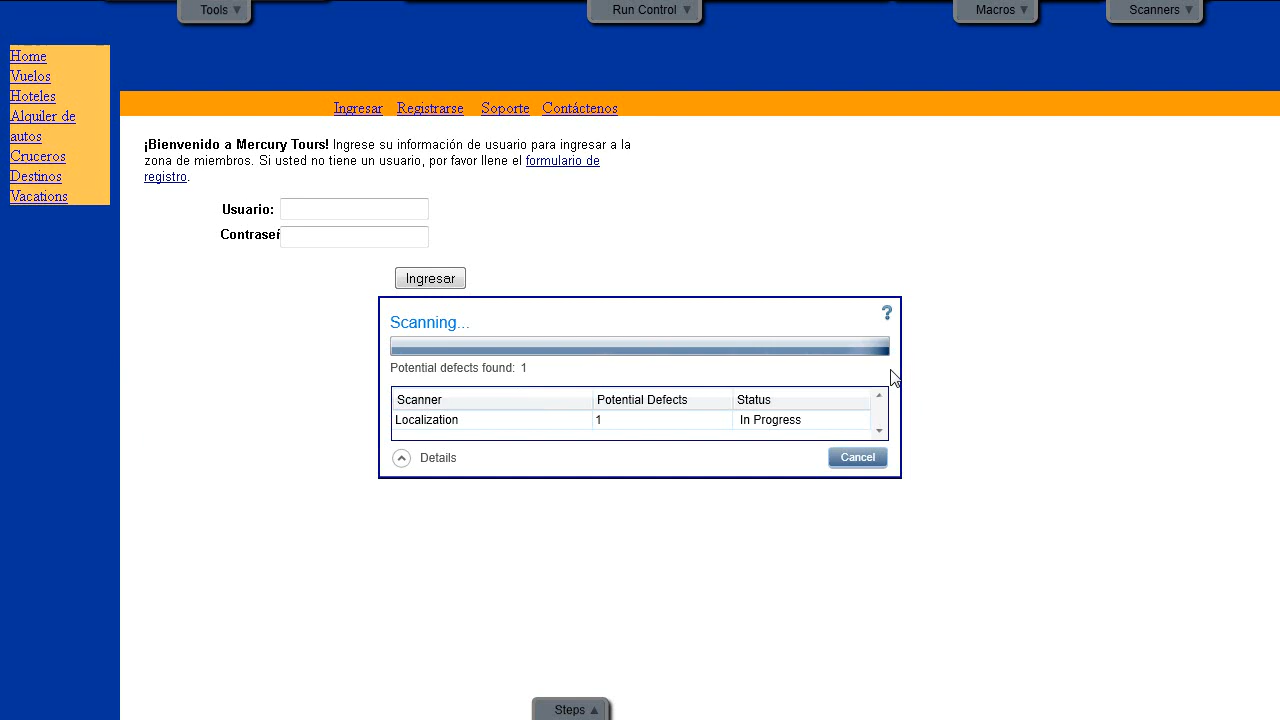 Tools ▼
Run Control ▼
Macros ▼
Scanners ▼
Home
Vuelos
Hoteles
Alquiler de
autos
Cruceros
Destinos
Vacations
Ingresar Registrarse Soporte Contáctenos
¡Bienvenido a Mercury Tours! Ingrese su información de usuario para ingresar a la
zona de miembros. Si usted no tiene un usuario, por favor llene el formulario de
registro.
Usuario:
Contraseñ
Ingresar
?
Scanning...
Potential defects found: 1
Scanner Potential Defects Status
Localization 1 In Progress
Details
Cancel
Steps ▲